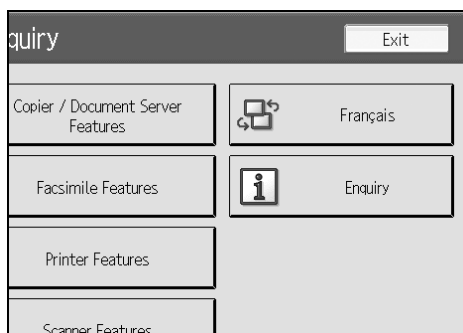 quiry
Exit
Copier / Document Server
Features
Français
Facsimile Features
Enquiry
Printer Features
Scanner Features